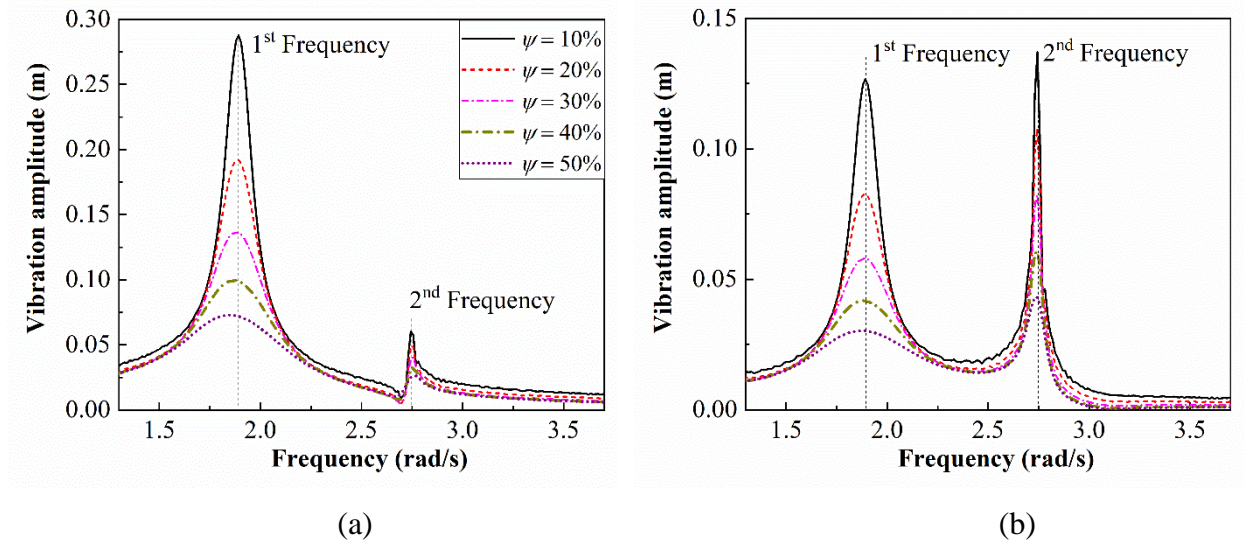 0.30
0.25
0.20
0.15
0.10
0.05
0.00
Vibration amplitude (m)
1st Frequency
2nd Frequency
ψ = 10%
ψ = 20%
ψ = 30%
ψ = 40%
ψ = 50%
1.5 2.0 2.5 3.0 3.5
Frequency (rad/s)
(a)
0.15
0.10
0.05
0.00
Vibration amplitude (m)
1st Frequency
2nd Frequency
1.5 2.0 2.5 3.0 3.5
Frequency (rad/s)
(b)